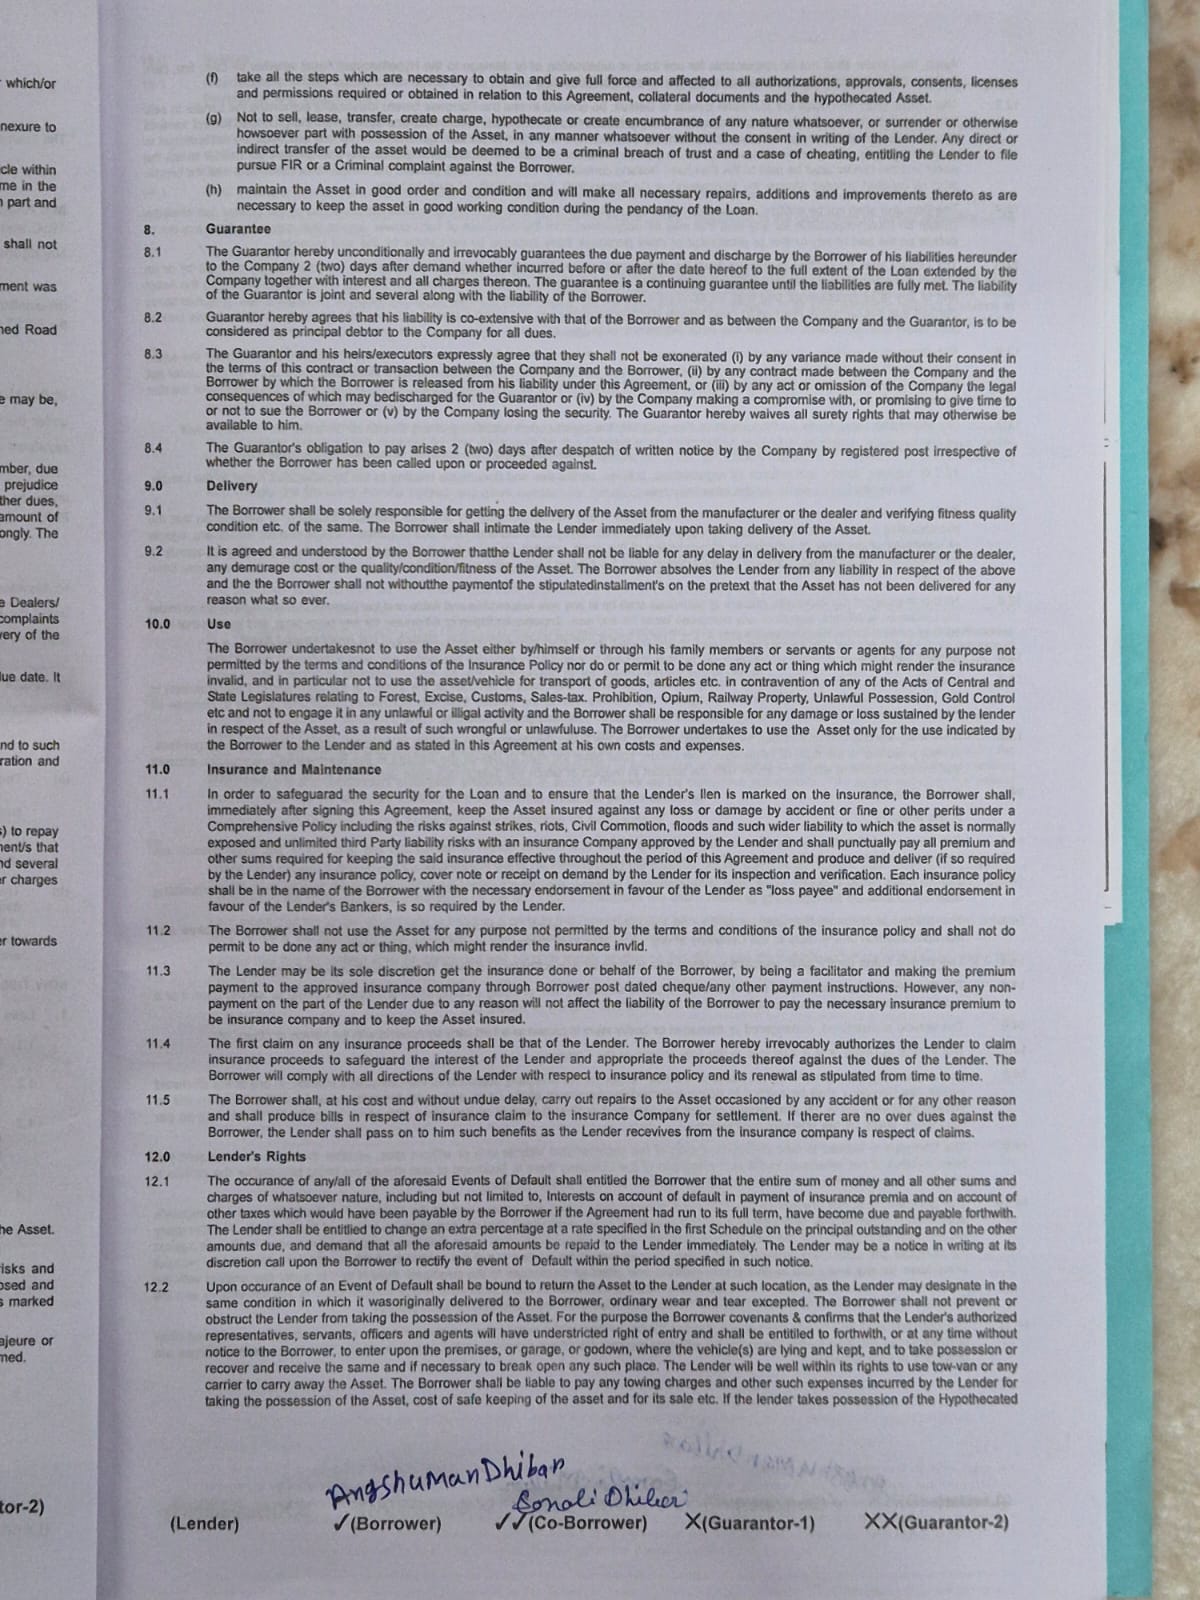 which/or
nexure to
cle within
me in the
part and
shall not
ment was
ned Road
e may be,
mber, due
prejudice
ther dues,
amount of
ongly. The
e Dealers/
complaints
very of the
lue date. It
nd to such
ration and
s) to repay
nent/s that
nd several
er charges
er towards
he Asset.
isks and
osed and
s marked
ajeure or
ned.
tor-2)
(f) take all the steps which are necessary to obtain and give full force and affected to all authorizations, approvals, consents, licenses
and permissions required or obtained in relation to this Agreement, collateral documents and the hypothecated Asset.
(g) Not to sell, lease, transfer, create charge, hypothecate or create encumbrance of any nature whatsoever, or surrender or otherwise
howsoever part with possession of the Asset, in any manner whatsoever without the consent in writing of the Lender. Any direct or
indirect transfer of the asset would be deemed to be a criminal breach of trust and a case of cheating, entitling the Lender to file
pursue FIR or a Criminal complaint against the Borrower.
(h) maintain the Asset in good order and condition and will make all necessary repairs, additions and improvements thereto as are
necessary to keep the asset in good working condition during the pendancy of the Loan.
8. Guarantee
8.1 The Guarantor hereby unconditionally and irrevocably guarantees the due payment and discharge by the Borrower of his liabilities hereunder
to the Company 2 (two) days after demand whether incurred before or after the date hereof to the full extent of the Loan extended by the
Company together with interest and all charges thereon. The guarantee is a continuing guarantee until the liabilities are fully met. The liability
of the Guarantor is joint and several along with the liability of the Borrower.
8.2 Guarantor hereby agrees that his liability is co-extensive with that of the Borrower and as between the Company and the Guarantor, is to be
considered as principal debtor to the Company for all dues.
8.3 The Guarantor and his heirs/executors expressly agree that they shall not be exonerated (i) by any variance made without their consent in
the terms of this contract or transaction between the Company and the Borrower, (ii) by any contract made between the Company and the
Borrower by which the Borrower is released from his liability under this Agreement, or (iii) by any act or omission of the Company the legal
consequences of which may bedischarged for the Guarantor or (iv) by the Company making a compromise with, or promising to give time to
or not to sue the Borrower or (v) by the Company losing the security. The Guarantor hereby waives all surety rights that may otherwise be
available to him.
8.4 The Guarantor's obligation to pay arises 2 (two) days after despatch of written notice by the Company by registered post irrespective of
whether the Borrower has been called upon or proceeded against.
9.0 Delivery
9.1 The Borrower shall be solely responsible for getting the delivery of the Asset from the manufacturer or the dealer and verifying fitness quality
condition etc. of the same. The Borrower shall intimate the Lender immediately upon taking delivery of the Asset.
9.2 It is agreed and understood by the Borrower thatthe Lender shall not be liable for any delay in delivery from the manufacturer or the dealer,
any demurage cost or the quality/condition/fitness of the Asset. The Borrower absolves the Lender from any liability in respect of the above
and the the Borrower shall not withoutthe paymentof the stipulatedinstallment's on the pretext that the Asset has not been delivered for any
reason what so ever.
10.0 Use
The Borrower undertakesnot to use the Asset either by/himself or through his family members or servants or agents for any purpose not
permitted by the terms and conditions of the Insurance Policy nor do or permit to be done any act or thing which might render the insurance
invalid, and in particular not to use the asset/vehicle for transport of goods, articles etc. in contravention of any of the Acts of Central and
State Legislatures relating to Forest, Excise, Customs, Sales-tax. Prohibition, Opium, Railway Property, Unlawful Possession, Gold Control
etc and not to engage it in any unlawful or illigal activity and the Borrower shall be responsible for any damage or loss sustained by the lender
in respect of the Asset, as a result of such wrongful or unlawfuluse. The Borrower undertakes to use the Asset only for the use indicated by
the Borrower to the Lender and as stated in this Agreement at his own costs and expenses.
11.0 Insurance and Maintenance
11.1 In order to safeguarad the security for the Loan and to ensure that the Lender's lien is marked on the insurance, the Borrower shall,
immediately after signing this Agreement, keep the Asset insured against any loss or damage by accident or fine or other perits under a
Comprehensive Policy including the risks against strikes, riots, Civil Commotion, floods and such wider liability to which the asset is normally
exposed and unlimited third Party liability risks with an insurance Company approved by the Lender and shall punctually pay all premium and
other sums required for keeping the said insurance effective throughout the period of this Agreement and produce and deliver (if so required
by the Lender) any insurance policy, cover note or receipt on demand by the Lender for its inspection and verification. Each insurance policy
shall be in the name of the Borrower with the necessary endorsement in favour of the Lender as "loss payee" and additional endorsement in
favour of the Lender's Bankers, is so required by the Lender.
11.2 The Borrower shall not use the Asset for any purpose not permitted by the terms and conditions of the insurance policy and shall not do
permit to be done any act or thing, which might render the insurance invlid.
11.3 The Lender may be its sole discretion get the insurance done or behalf of the Borrower, by being a facilitator and making the premium
payment to the approved insurance company through Borrower post dated cheque/any other payment instructions. However, any non-
payment on the part of the Lender due to any reason will not affect the liability of the Borrower to pay the necessary insurance premium to
be insurance company and to keep the Asset insured.
11.4 The first claim on any insurance proceeds shall be that of the Lender. The Borrower hereby irrevocably authorizes the Lender to claim
insurance proceeds to safeguard the interest of the Lender and appropriate the proceeds thereof against the dues of the Lender. The
Borrower will comply with all directions of the Lender with respect to insurance policy and its renewal as stipulated from time to time.
11.5 The Borrower shall, at his cost and without undue delay, carry out repairs to the Asset occasioned by any accident or for any other reason
and shall produce bills in respect of insurance claim to the insurance Company for settlement. If therer are no over dues against the
Borrower, the Lender shall pass on to him such benefits as the Lender recevives from the insurance company is respect of claims.
12.0 Lender's Rights
12.1 The occurance of any/all of the aforesaid Events of Default shall entitled the Borrower that the entire sum of money and all other sums and
charges of whatsoever nature, including but not limited to, Interests on account of default in payment of insurance premia and on account of
other taxes which would have been payable by the Borrower if the Agreement had run to its full term, have become due and payable forthwith.
The Lender shall be entitlied to change an extra percentage at a rate specified in the first Schedule on the principal outstanding and on the other
amounts due, and demand that all the aforesaid amounts be repaid to the Lender immediately. The Lender may be a notice in writing at its
discretion call upon the Borrower to rectify the event of Default within the period specified in such notice.
12.2 Upon occurance of an Event of Default shall be bound to return the Asset to the Lender at such location, as the Lender may designate in the
same condition in which it wasoriginally delivered to the Borrower, ordinary wear and tear excepted. The Borrower shall not prevent or
obstruct the Lender from taking the possession of the Asset. For the purpose the Borrower covenants & confirms that the Lender's authorized
representatives, servants, officers and agents will have understricted right of entry and shall be entitiled to forthwith, or at any time without
notice to the Borrower, to enter upon the premises, or garage, or godown, where the vehicle(s) are lying and kept, and to take possession or
recover and receive the same and if necessary to break open any such place. The Lender will be well within its rights to use tow-van or any
carrier to carry away the Asset. The Borrower shall be liable to pay any towing charges and other such expenses incurred by the Lender for
taking the possession of the Asset, cost of safe keeping of the asset and for its sale etc. If the lender takes possession of the Hypothecated
Angshuman Dhibar
Sonali Dhibar
(Lender) ✓(Borrower) ✓✓(Co-Borrower) X(Guarantor-1) XX(Guarantor-2)